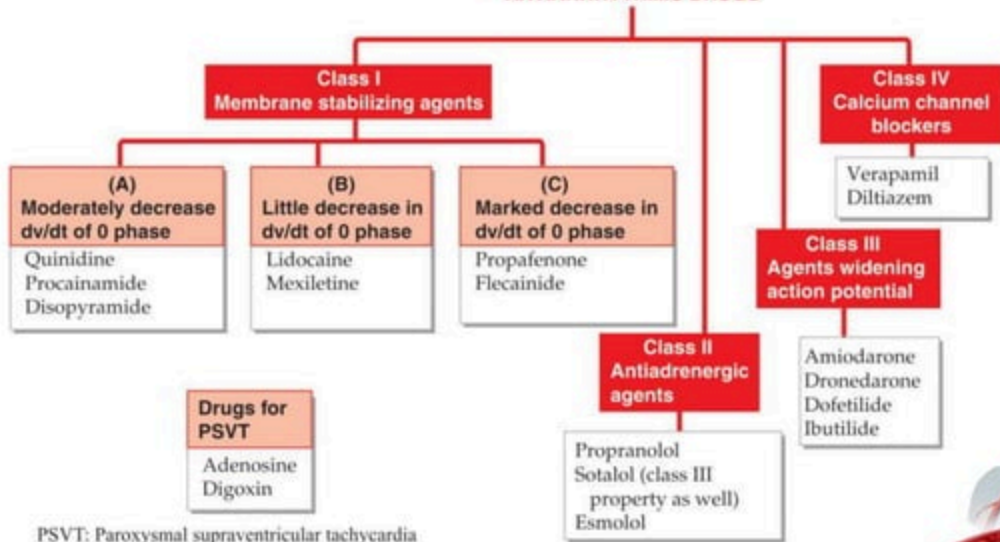 Class I
Membrane stabilizing agents
(A)
Moderately decrease
dv/dt of 0 phase
Quinidine
Procainamide
Disopyramide
(B)
Little decrease in
dv/dt of 0 phase
Lidocaine
Mexiletine
(C)
Marked decrease in
dv/dt of 0 phase
Propafenone
Flecainide
Class II
Antiadrenergic
agents
Propranolol
Sotalol (class III
property as well)
Esmolol
Class III
Agents widening
action potential
Amiodarone
Dronedarone
Dofetilide
Ibutilide
Class IV
Calcium channel
blockers
Verapamil
Diltiazem
Drugs for
PSVT
Adenosine
Digoxin
PSVT: Paroxysmal supraventricular tachycardia